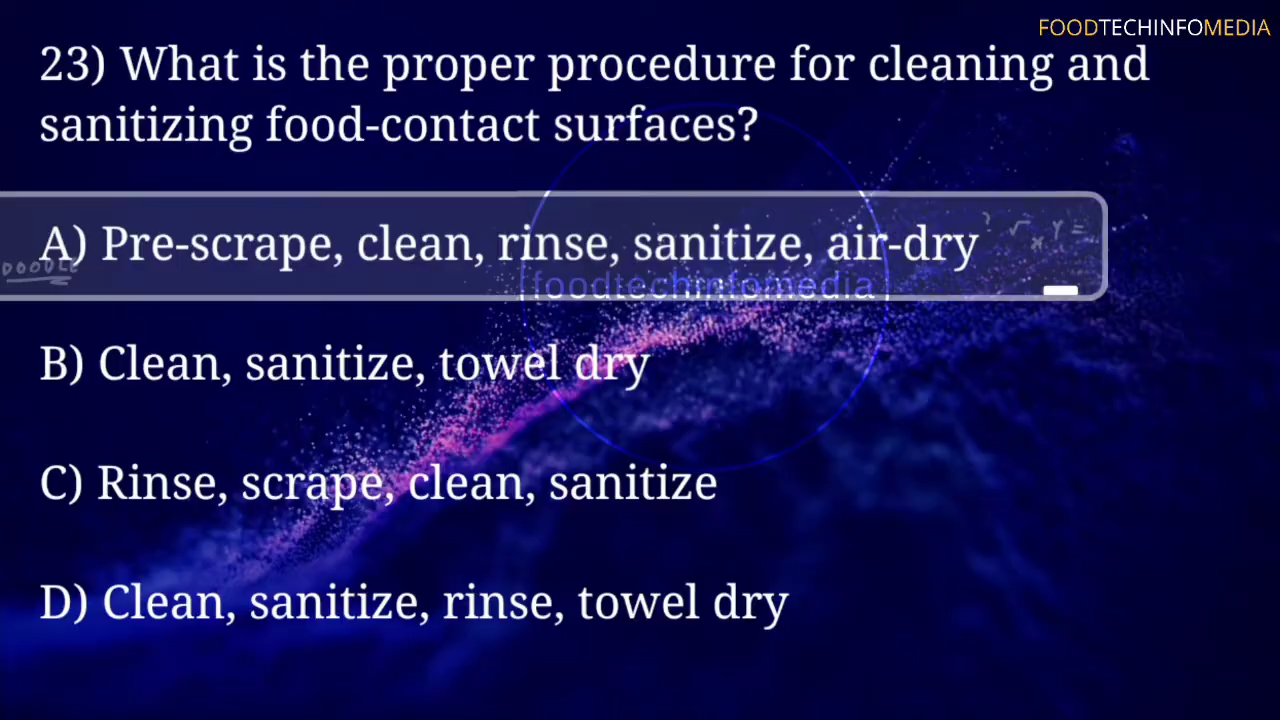 FOODTECHINFOMEDIA
23) What is the proper procedure for cleaning and
sanitizing food-contact surfaces?
A) Pre-scrape, clean, rinse, sanitize, air-dry
DOODLE
foodtechinfomedia
B) Clean, sanitize, towel dry
C) Rinse, scrape, clean, sanitize
D) Clean, sanitize, rinse, towel dry